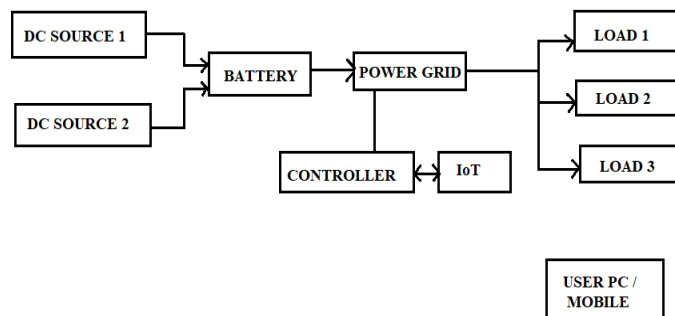 DC SOURCE 1
LOAD 1
BATTERY
POWER GRID
LOAD 2
DC SOURCE 2
LOAD 3
CONTROLLER
IoT
USER PC /
MOBILE